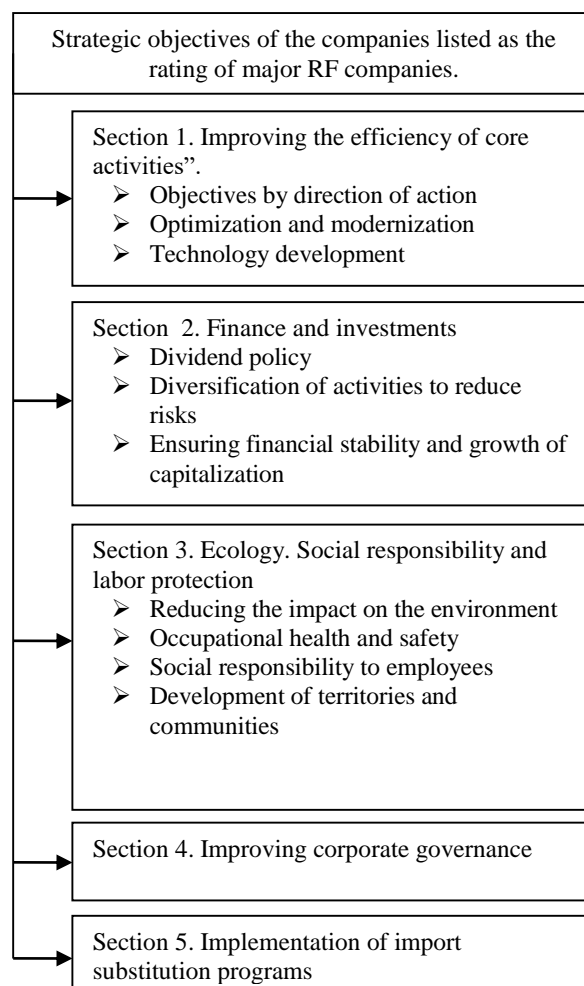 Strategic objectives of the companies listed as the
rating of major RF companies.
Section 1. Improving the efficiency of core
activities”.
➢ Objectives by direction of action
➢ Optimization and modernization
➢ Technology development
Section 2. Finance and investments
➢ Dividend policy
➢ Diversification of activities to reduce
risks
➢ Ensuring financial stability and growth of
capitalization
Section 3. Ecology. Social responsibility and
labor protection
➢ Reducing the impact on the environment
➢ Occupational health and safety
➢ Social responsibility to employees
➢ Development of territories and
communities
Section 4. Improving corporate governance
Section 5. Implementation of import
substitution programs